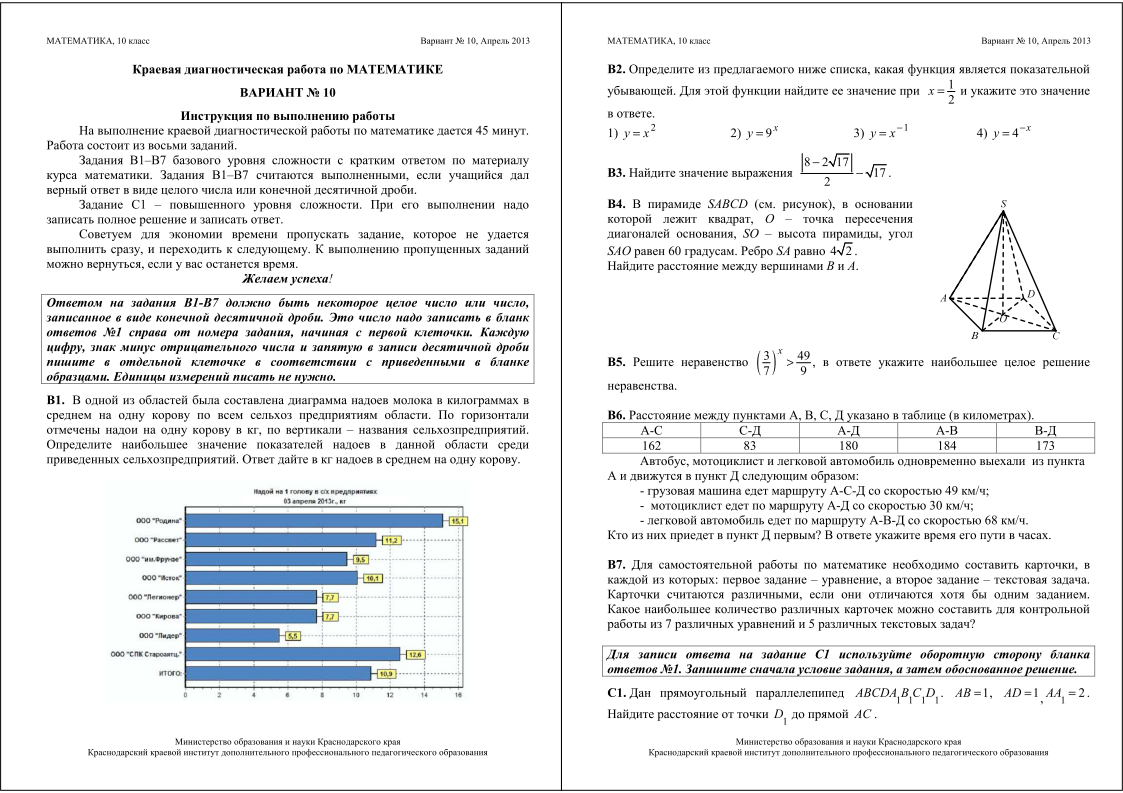 МАТЕМАТИКА, 10 класс Вариант № 10, Апрель 2013
Краевая диагностическая работа по МАТЕМАТИКЕ
ВАРИАНТ № 10
Инструкция по выполнению работы
На выполнение краевой диагностической работы по математике дается 45 минут.
Работа состоит из восьми заданий.
Задания В1–В7 базового уровня сложности с кратким ответом по материалу
курса математики. Задания В1–В7 считаются выполненными, если учащийся дал
верный ответ в виде целого числа или конечной десятичной дроби.
Задание С1 – повышенного уровня сложности. При его выполнении надо
записать полное решение и записать ответ.
Советуем для экономии времени пропускать задание, которое не удается
выполнить сразу, и переходить к следующему. К выполнению пропущенных заданий
можно вернуться, если у вас останется время.
Желаем успеха!
Ответом на задания В1-В7 должно быть некоторое целое число или число,
записанное в виде конечной десятичной дроби. Это число надо записать в бланк
ответов №1 справа от номера задания, начиная с первой клеточки. Каждую
цифру, знак минус отрицательного числа и запятую в записи десятичной дроби
пишите в отдельной клеточке в соответствии с приведенными в бланке
образцами. Единицы измерений писать не нужно.
В1. В одной из областей была составлена диаграмма надоев молока в килограммах в
среднем на одну корову по всем сельхоз предприятиям области. По горизонтали
отмечены надои на одну корову в кг, по вертикали – названия сельхозпредприятий.
Определите наибольшее значение показателей надоев в данной области среди
приведенных сельхозпредприятий. Ответ дайте в кг надоев в среднем на одну корову.
Надой на 1 голову в с/х предприятиях
03 апреля 2013г., кг
ООО "Родина" 15,1
ООО "Рассвет" 11,2
ООО "им.Фрунзе" 9,5
ООО "Исток" 10,1
ООО "Легионер" 7,7
ООО "Кирова" 7,7
ООО "Лидер" 5,5
ООО "СПК Староаятц." 12,6
ИТОГО: 10,9
0 2 4 6 8 10 12 14 16
Министерство образования и науки Краснодарского края
Краснодарский краевой институт дополнительного профессионального педагогического образования
МАТЕМАТИКА, 10 класс Вариант № 10, Апрель 2013
В2. Определите из предлагаемого ниже списка, какая функция является показательной
убывающей. Для этой функции найдите ее значение при x = 1/2 и укажите это значение
в ответе.
1) y = x^2 2) y = 9^x 3) y = x^−1 4) y = 4^−x
В3. Найдите значение выражения |8 − 2√17|/2 − √17.
В4. В пирамиде SABCD (см. рисунок), в основании
которой лежит квадрат, O – точка пересечения
диагоналей основания, SO – высота пирамиды, угол
SAO равен 60 градусам. Ребро SA равно 4√2.
Найдите расстояние между вершинами B и A.
S
A
D
O
B
C
В5. Решите неравенство (3/7)^x > 49/9, в ответе укажите наибольшее целое решение
неравенства.
В6. Расстояние между пунктами А, В, С, Д указано в таблице (в километрах).
А-С С-Д А-Д А-В В-Д
162 83 180 184 173
Автобус, мотоциклист и легковой автомобиль одновременно выехали из пункта
А и движутся в пункт Д следующим образом:
- грузовая машина едет маршруту А-С-Д со скоростью 49 км/ч;
- мотоциклист едет по маршруту А-Д со скоростью 30 км/ч;
- легковой автомобиль едет по маршруту А-В-Д со скоростью 68 км/ч.
Кто из них приедет в пункт Д первым? В ответе укажите время его пути в часах.
В7. Для самостоятельной работы по математике необходимо составить карточки, в
каждой из которых: первое задание – уравнение, а второе задание – текстовая задача.
Карточки считаются различными, если они отличаются хотя бы одним заданием.
Какое наибольшее количество различных карточек можно составить для контрольной
работы из 7 различных уравнений и 5 различных текстовых задач?
Для записи ответа на задание С1 используйте оборотную сторону бланка
ответов №1. Запишите сначала условие задания, а затем обоснованное решение.
С1. Дан прямоугольный параллелепипед ABCDA₁B₁C₁D₁. AB = 1, AD = 1, AA₁ = 2.
Найдите расстояние от точки D₁ до прямой AC.
Министерство образования и науки Краснодарского края
Краснодарский краевой институт дополнительного профессионального педагогического образования